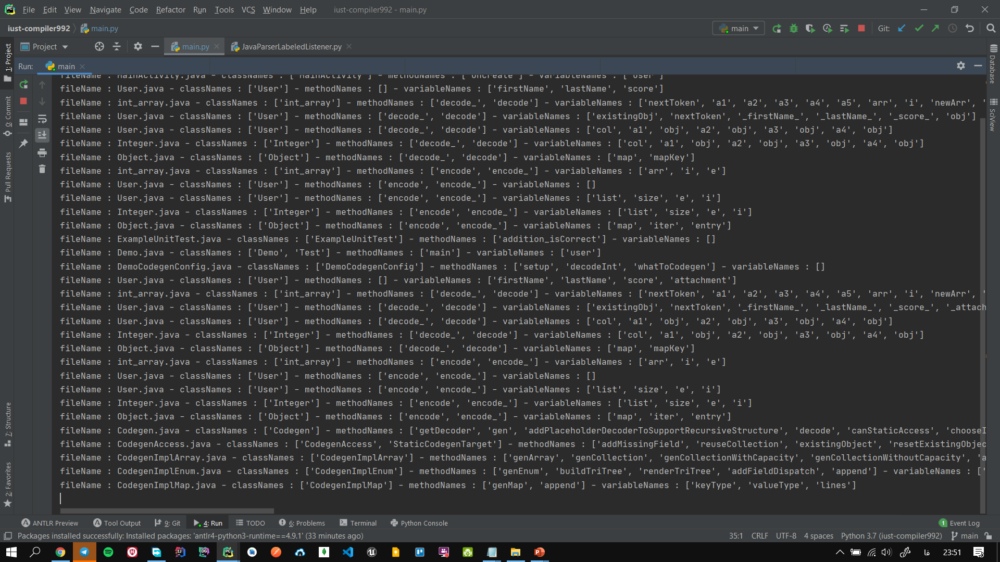 File Edit View Navigate Code Refactor Run Tools VCS Window Help iust-compiler992 - main.py
iust-compiler992 main.py main Git:
Project main.py JavaParserLabeledListener.py
Run: main
fileName : MainActivity.java - classNames : ['MainActivity'] - methodNames : ['onCreate'] - variableNames : ['user']
fileName : User.java - classNames : ['User'] - methodNames : [] - variableNames : ['firstName', 'lastName', 'score']
fileName : int_array.java - classNames : ['int_array'] - methodNames : ['decode_', 'decode'] - variableNames : ['nextToken', 'a1', 'a2', 'a3', 'a4', 'a5', 'arr', 'i', 'newArr', '
fileName : User.java - classNames : ['User'] - methodNames : ['decode_', 'decode'] - variableNames : ['existingObj', 'nextToken', '_firstName_', '_lastName_', '_score_', 'obj']
fileName : User.java - classNames : ['User'] - methodNames : ['decode_', 'decode'] - variableNames : ['col', 'a1', 'obj', 'a2', 'obj', 'a3', 'obj', 'a4', 'obj']
fileName : Integer.java - classNames : ['Integer'] - methodNames : ['decode_', 'decode'] - variableNames : ['col', 'a1', 'obj', 'a2', 'obj', 'a3', 'obj', 'a4', 'obj']
fileName : Object.java - classNames : ['Object'] - methodNames : ['decode_', 'decode'] - variableNames : ['map', 'mapKey']
fileName : int_array.java - classNames : ['int_array'] - methodNames : ['encode', 'encode_'] - variableNames : ['arr', 'i', 'e']
fileName : User.java - classNames : ['User'] - methodNames : ['encode', 'encode_'] - variableNames : []
fileName : User.java - classNames : ['User'] - methodNames : ['encode', 'encode_'] - variableNames : ['list', 'size', 'e', 'i']
fileName : Integer.java - classNames : ['Integer'] - methodNames : ['encode', 'encode_'] - variableNames : ['list', 'size', 'e', 'i']
fileName : Object.java - classNames : ['Object'] - methodNames : ['encode', 'encode_'] - variableNames : ['map', 'iter', 'entry']
fileName : ExampleUnitTest.java - classNames : ['ExampleUnitTest'] - methodNames : ['addition_isCorrect'] - variableNames : []
fileName : Demo.java - classNames : ['Demo', 'Test'] - methodNames : ['main'] - variableNames : ['user']
fileName : DemoCodegenConfig.java - classNames : ['DemoCodegenConfig'] - methodNames : ['setup', 'decodeInt', 'whatToCodegen'] - variableNames : []
fileName : User.java - classNames : ['User'] - methodNames : [] - variableNames : ['firstName', 'lastName', 'score', 'attachment']
fileName : int_array.java - classNames : ['int_array'] - methodNames : ['decode_', 'decode'] - variableNames : ['nextToken', 'a1', 'a2', 'a3', 'a4', 'a5', 'arr', 'i', 'newArr', '
fileName : User.java - classNames : ['User'] - methodNames : ['decode_', 'decode'] - variableNames : ['existingObj', 'nextToken', '_firstName_', '_lastName_', '_score_', '_attach
fileName : User.java - classNames : ['User'] - methodNames : ['decode_', 'decode'] - variableNames : ['col', 'a1', 'obj', 'a2', 'obj', 'a3', 'obj', 'a4', 'obj']
fileName : Integer.java - classNames : ['Integer'] - methodNames : ['decode_', 'decode'] - variableNames : ['col', 'a1', 'obj', 'a2', 'obj', 'a3', 'obj', 'a4', 'obj']
fileName : Object.java - classNames : ['Object'] - methodNames : ['decode_', 'decode'] - variableNames : ['map', 'mapKey']
fileName : int_array.java - classNames : ['int_array'] - methodNames : ['encode', 'encode_'] - variableNames : ['arr', 'i', 'e']
fileName : User.java - classNames : ['User'] - methodNames : ['encode', 'encode_'] - variableNames : []
fileName : User.java - classNames : ['User'] - methodNames : ['encode', 'encode_'] - variableNames : ['list', 'size', 'e', 'i']
fileName : Integer.java - classNames : ['Integer'] - methodNames : ['encode', 'encode_'] - variableNames : ['list', 'size', 'e', 'i']
fileName : Object.java - classNames : ['Object'] - methodNames : ['encode', 'encode_'] - variableNames : ['map', 'iter', 'entry']
fileName : Codegen.java - classNames : ['Codegen'] - methodNames : ['getDecoder', 'gen', 'addPlaceholderDecoderToSupportRecursiveStructure', 'decode', 'canStaticAccess', 'chooseI
fileName : CodegenAccess.java - classNames : ['CodegenAccess', 'StaticCodegenTarget'] - methodNames : ['addMissingField', 'reuseCollection', 'existingObject', 'resetExistingObjec
fileName : CodegenImplArray.java - classNames : ['CodegenImplArray'] - methodNames : ['genArray', 'genCollection', 'genCollectionWithCapacity', 'genCollectionWithoutCapacity', 'a
fileName : CodegenImplEnum.java - classNames : ['CodegenImplEnum'] - methodNames : ['genEnum', 'buildTriTree', 'renderTriTree', 'addFieldDispatch', 'append'] - variableNames : ['
fileName : CodegenImplMap.java - classNames : ['CodegenImplMap'] - methodNames : ['genMap', 'append'] - variableNames : ['keyType', 'valueType', 'lines']
1: Project
0: Commit
Pull Requests
7: Structure
2: Favorites
Database
SciView
ANTLR Preview Tool Output 9: Git 4: Run TODO 6: Problems Terminal Python Console 1 Event Log
Packages installed successfully: Installed packages: 'antlr4-python3-runtime==4.9.1' (33 minutes ago) 35:1 CRLF UTF-8 4 spaces Python 3.7 (iust-compiler992) main
فا 23:51